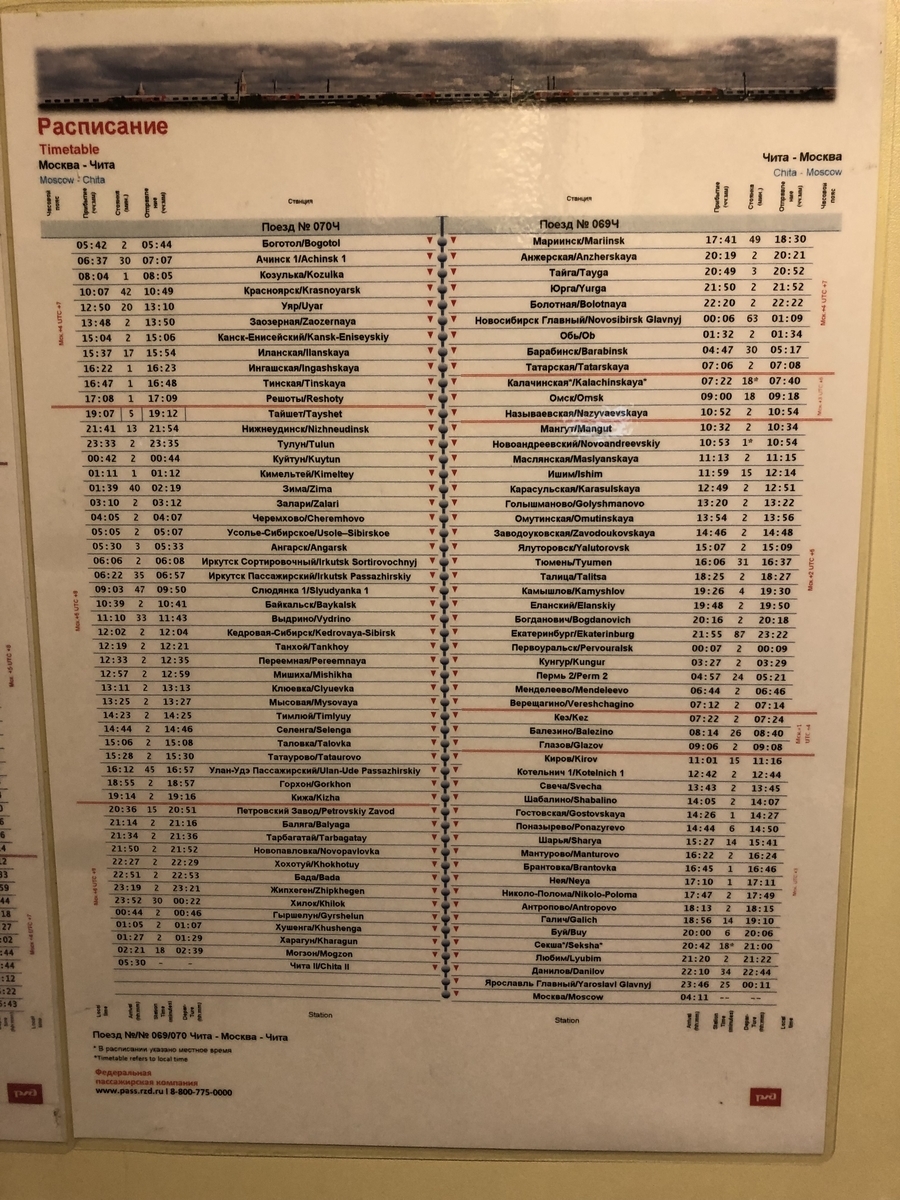 Расписание
Timetable
Москва - Чита
Moscow - Chita
Чита - Москва
Chita - Moscow
Часовой пояс
Прибытие (чч:мм)
Стоянка (мин.)
Отправление (чч:мм)
Станция
Станция
Прибытие (чч:мм)
Стоянка (мин.)
Отправление (чч:мм)
Часовой пояс
Поезд № 070Ч
Поезд № 069Ч
05:42 2 05:44 Боготол/Bogotol
06:37 30 07:07 Ачинск 1/Achinsk 1
08:04 1 08:05 Козулька/Kozulka
10:07 42 10:49 Красноярск/Krasnoyarsk
12:50 20 13:10 Уяр/Uyar
13:48 2 13:50 Заозерная/Zaozernaya
15:04 2 15:06 Канск-Енисейский/Kansk-Eniseyskiy
15:37 17 15:54 Иланская/Ilanskaya
16:22 1 16:23 Ингашская/Ingashskaya
16:47 1 16:48 Тинская/Tinskaya
17:08 1 17:09 Решоты/Reshoty
19:07 5 19:12 Тайшет/Tayshet
21:41 13 21:54 Нижнеудинск/Nizhneudinsk
23:33 2 23:35 Тулун/Tulun
00:42 2 00:44 Куйтун/Kuytun
01:11 1 01:12 Кимельтей/Kimeltey
01:39 40 02:19 Зима/Zima
03:10 2 03:12 Залари/Zalari
04:05 2 04:07 Черемхово/Cheremhovo
05:05 2 05:07 Усолье-Сибирское/Usole-Sibirskoe
05:30 3 05:33 Ангарск/Angarsk
06:06 2 06:08 Иркутск Сортировочный/Irkutsk Sortirovochnyj
06:22 35 06:57 Иркутск Пассажирский/Irkutsk Passazhirskiy
09:03 47 09:50 Слюдянка 1/Slyudyanka 1
10:39 2 10:41 Байкальск/Baykalsk
11:10 33 11:43 Выдрино/Vydrino
12:02 2 12:04 Кедровая-Сибирск/Kedrovaya-Sibirsk
12:19 2 12:21 Танхой/Tankhoy
12:33 2 12:35 Переемная/Pereemnaya
12:57 2 12:59 Мишиха/Mishikha
13:11 2 13:13 Клюевка/Clyuevka
13:25 2 13:27 Мысовая/Mysovaya
14:23 2 14:25 Тимлюй/Timlyuy
14:44 2 14:46 Селенга/Selenga
15:06 2 15:08 Таловка/Talovka
15:28 2 15:30 Татаурово/Tataurovo
16:12 45 16:57 Улан-Удэ Пассажирский/Ulan-Ude Passazhirskiy
18:55 2 18:57 Горхон/Gorkhon
19:14 2 19:16 Кижа/Kizha
20:36 15 20:51 Петровский Завод/Petrovskiy Zavod
21:14 2 21:16 Баляга/Balyaga
21:34 2 21:36 Тарбагатай/Tarbagatay
21:50 2 21:52 Новопавловка/Novopavlovka
22:27 2 22:29 Хохотуй/Khokhotuy
22:51 2 22:53 Бада/Bada
23:19 2 23:21 Жипхеген/Zhipkhegen
23:52 30 00:22 Хилок/Khilok
00:44 2 00:46 Гыршелун/Gyrshelun
01:05 2 01:07 Хушенга/Khushenga
01:27 2 01:29 Харагун/Kharagun
02:21 18 02:39 Могзон/Mogzon
05:30 - - Чита II/Chita II
Мариинск/Mariinsk 17:41 49 18:30
Анжерская/Anzherskaya 20:19 2 20:21
Тайга/Tayga 20:49 3 20:52
Юрга/Yurga 21:50 2 21:52
Болотная/Bolotnaya 22:20 2 22:22
Новосибирск Главный/Novosibirsk Glavnyj 00:06 63 01:09
Обь/Ob 01:32 2 01:34
Барабинск/Barabinsk 04:47 30 05:17
Татарская/Tatarskaya 07:06 2 07:08
Калачинская*/Kalachinskaya* 07:22 18* 07:40
Омск/Omsk 09:00 18 09:18
Называевская/Nazyvaevskaya 10:52 2 10:54
Мангут/Mangut 10:32 2 10:34
Новоандреевский/Novoandreevskiy 10:53 1* 10:54
Маслянская/Maslyanskaya 11:13 2 11:15
Ишим/Ishim 11:59 15 12:14
Карасульская/Karasulskaya 12:49 2 12:51
Голышманово/Golyshmanovo 13:20 2 13:22
Омутинская/Omutinskaya 13:54 2 13:56
Заводоуковская/Zavodoukovskaya 14:46 2 14:48
Ялуторовск/Yalutorovsk 15:07 2 15:09
Тюмень/Tyumen 16:06 31 16:37
Талица/Talitsa 18:25 2 18:27
Камышлов/Kamyshlov 19:26 4 19:30
Еланский/Elanskiy 19:48 2 19:50
Богданович/Bogdanovich 20:16 2 20:18
Екатеринбург/Ekaterinburg 21:55 87 23:22
Первоуральск/Pervouralsk 00:07 2 00:09
Кунгур/Kungur 03:27 2 03:29
Пермь 2/Perm 2 04:57 24 05:21
Менделеево/Mendeleevo 06:44 2 06:46
Верещагино/Vereshchagino 07:12 2 07:14
Кез/Kez 07:22 2 07:24
Балезино/Balezino 08:14 26 08:40
Глазов/Glazov 09:06 2 09:08
Киров/Kirov 11:01 15 11:16
Котельнич 1/Kotelnich 1 12:42 2 12:44
Свеча/Svecha 13:43 2 13:45
Шабалино/Shabalino 14:05 2 14:07
Гостовская/Gostovskaya 14:26 1 14:27
Поназырево/Ponazyrevo 14:44 6 14:50
Шарья/Sharya 15:27 14 15:41
Мантурово/Manturovo 16:22 2 16:24
Брантовка/Brantovka 16:45 1 16:46
Нея/Neya 17:10 1 17:11
Николо-Полома/Nikolo-Poloma 17:47 2 17:49
Антропово/Antropovo 18:13 2 18:15
Галич/Galich 18:56 14 19:10
Буй/Buy 20:00 6 20:06
Секша*/Seksha* 20:42 18* 21:00
Любим/Lyubim 21:20 2 21:22
Данилов/Danilov 22:10 34 22:44
Ярославль Главный/Yaroslavl Glavnyj 23:46 25 00:11
Москва/Moscow 04:11 -- --
Station
Station
Поезд №/№ 069/070 Чита - Москва - Чита
* В расписании указано местное время
*Timetable refers to local time
Федеральная
пассажирская компания
www.pass.rzd.ru | 8-800-775-0000